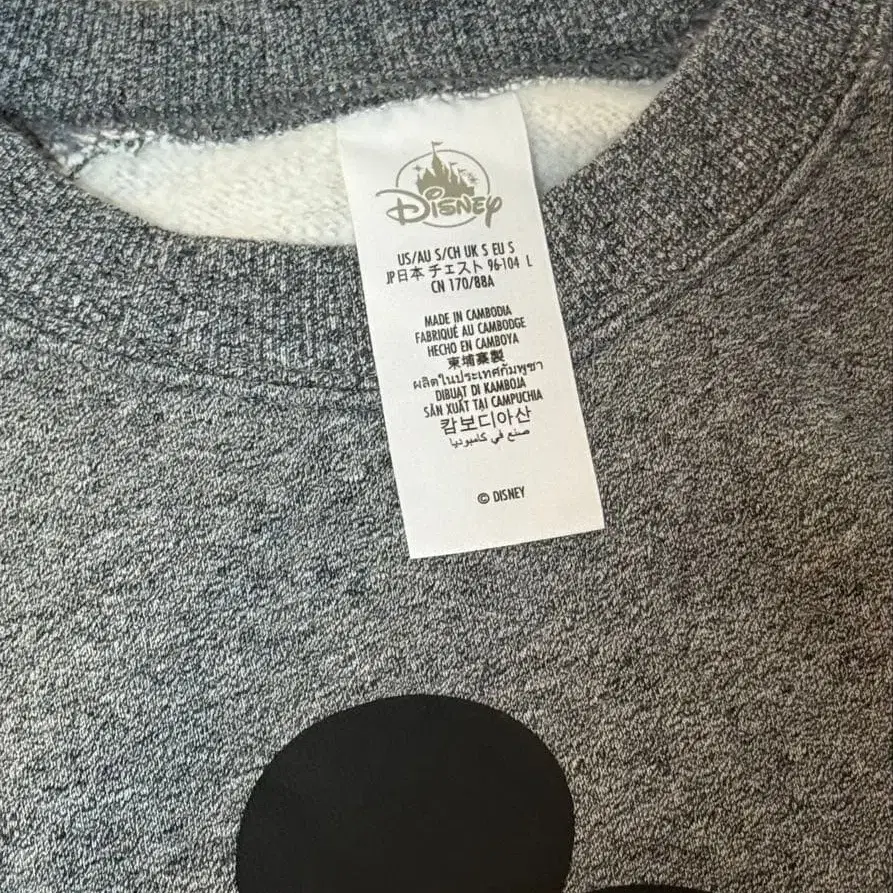 DISNEY
US/AU S/CH UK S EU S
JP日本 チェスト 96-104 L
CN 170/88A
MADE IN CAMBODIA
FABRIQUÉ AU CAMBODGE
HECHO EN CAMBOYA
柬埔寨製
ผลิตในประเทศกัมพูชา
DIBUAT DI KAMBOJA
SẢN XUẤT TẠI CAMPUCHIA
캄보디아산
صنع في كامبوديا
© DISNEY